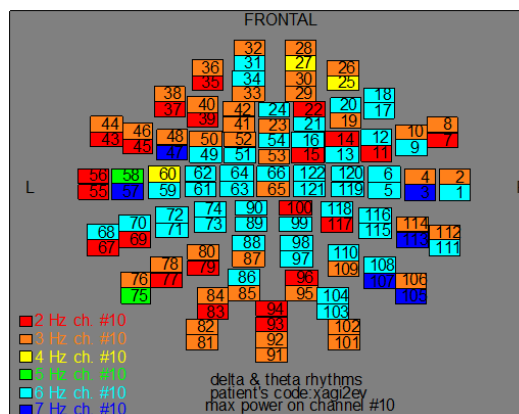 FRONTAL
32 28
36 31 27 26
35 34 30 25
38 33 29 18
37 40 42 24 22 20 17
44 46 39 41 23 21 19 10 8
43 45 48 50 52 54 16 14 12 9 7
47 49 51 53 15 13 11
L 56 58 60 62 64 66 122 120 6 4 2
55 57 59 61 63 65 121 119 5 3 1
72 74 90 100 118 116
68 70 71 73 89 99 117 115 114 112
67 69 88 98 113 111
78 80 87 97 110 108
76 77 79 86 96 109 107 106
75 84 85 95 104 105
83 94 103
2 Hz ch. #10 82 93 102
3 Hz ch. #10 81 92 101
4 Hz ch. #10 91
5 Hz ch. #10
6 Hz ch. #10
7 Hz ch. #10
delta & theta rhythms
patient's code:xagi2ev
max power on channel #10